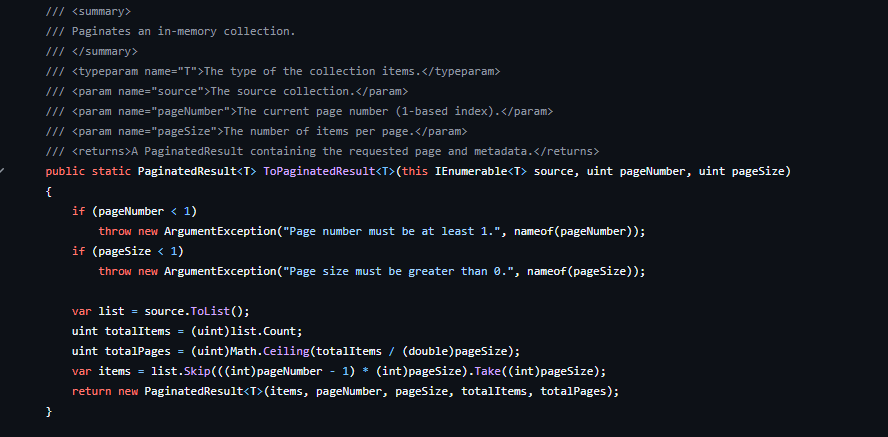 /// <summary>
/// Paginates an in-memory collection.
/// </summary>
/// <typeparam name="T">The type of the collection items.</typeparam>
/// <param name="source">The source collection.</param>
/// <param name="pageNumber">The current page number (1-based index).</param>
/// <param name="pageSize">The number of items per page.</param>
/// <returns>A PaginatedResult containing the requested page and metadata.</returns>
public static PaginatedResult<T> ToPaginatedResult<T>(this IEnumerable<T> source, uint pageNumber, uint pageSize)
{
    if (pageNumber < 1)
        throw new ArgumentException("Page number must be at least 1.", nameof(pageNumber));
    if (pageSize < 1)
        throw new ArgumentException("Page size must be greater than 0.", nameof(pageSize));

    var list = source.ToList();
    uint totalItems = (uint)list.Count;
    uint totalPages = (uint)Math.Ceiling(totalItems / (double)pageSize);
    var items = list.Skip(((int)pageNumber - 1) * (int)pageSize).Take((int)pageSize);
    return new PaginatedResult<T>(items, pageNumber, pageSize, totalItems, totalPages);
}